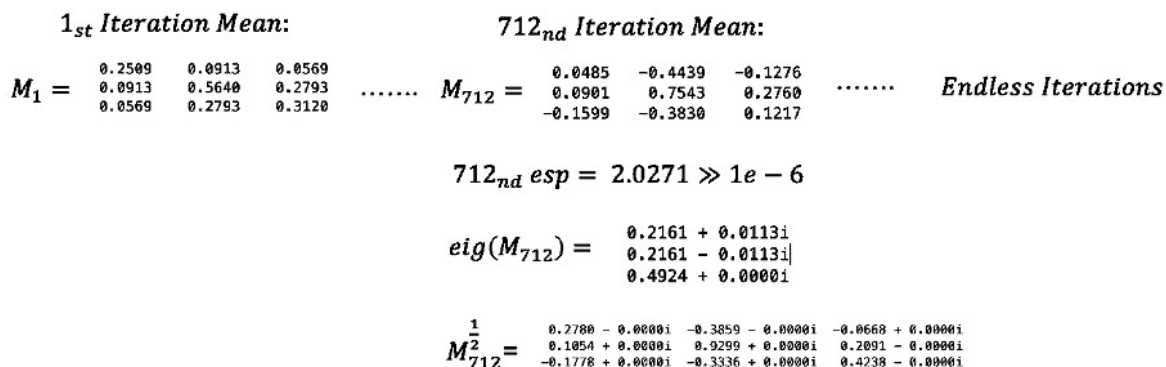 1st Iteration Mean: 712nd Iteration Mean:
0.2509 0.0913 0.0569 0.0485 -0.4439 -0.1276
M1 = 0.0913 0.5640 0.2793 ······· M712 = 0.0901 0.7543 0.2760 ······· Endless Iterations
0.0569 0.2793 0.3120 -0.1599 -0.3830 0.1217
712nd esp = 2.0271 ≫ 1e − 6
0.2161 + 0.0113i
eig(M712) = 0.2161 - 0.0113i
0.4924 + 0.0000i
0.2780 - 0.0000i -0.3859 - 0.0000i -0.0668 + 0.0000i
M712^1/2 = 0.1054 + 0.0000i 0.9299 + 0.0000i 0.2091 - 0.0000i
-0.1778 + 0.0000i -0.3336 + 0.0000i 0.4238 - 0.0000i